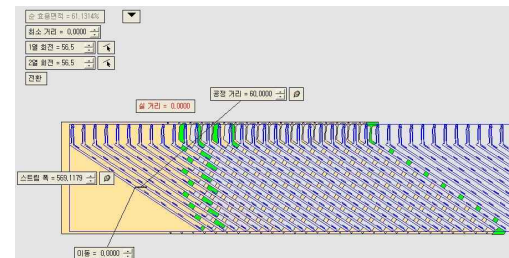 순 효용면적 = 61,1314%
최소 거리 = 0,0000
1열 회전 = 56,5
2열 회전 = 56,5
전환
공정 거리 = 60,0000
실 거리 = 0,0000
스트립 폭 = 569,1179
이동 = 0,0000